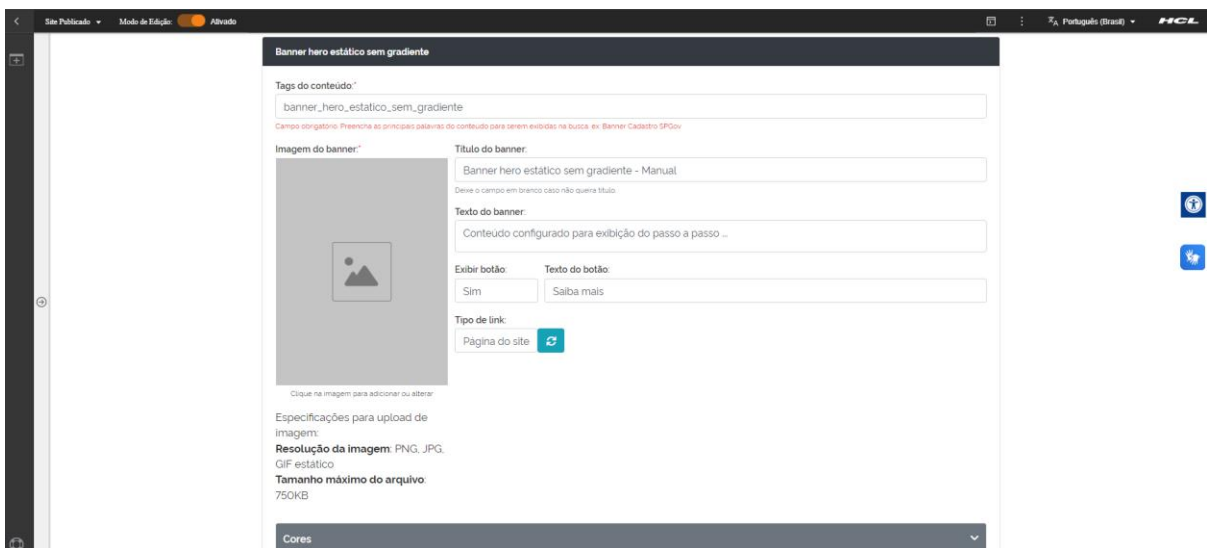 Site Publicado Modo de Edição: Ativado Português (Brasil) HCL
Banner hero estático sem gradiente
Tags do conteúdo:*
banner_hero_estatico_sem_gradiente
Campo obrigatório: Preencha as principais palavras do conteúdo para serem exibidas na busca. ex: Banner Cadastro SPGov
Imagem do banner:* Título do banner:
Banner hero estático sem gradiente - Manual
Deixe o campo em branco caso não queira título.
Texto do banner:
Conteúdo configurado para exibição do passo a passo ...
Exibir botão: Texto do botão:
Sim Saiba mais
Tipo de link:
Página do site
Clique na imagem para adicionar ou alterar
Especificações para upload de
imagem:
Resolução da imagem: PNG, JPG,
GIF estático
Tamanho máximo do arquivo:
750KB
Cores